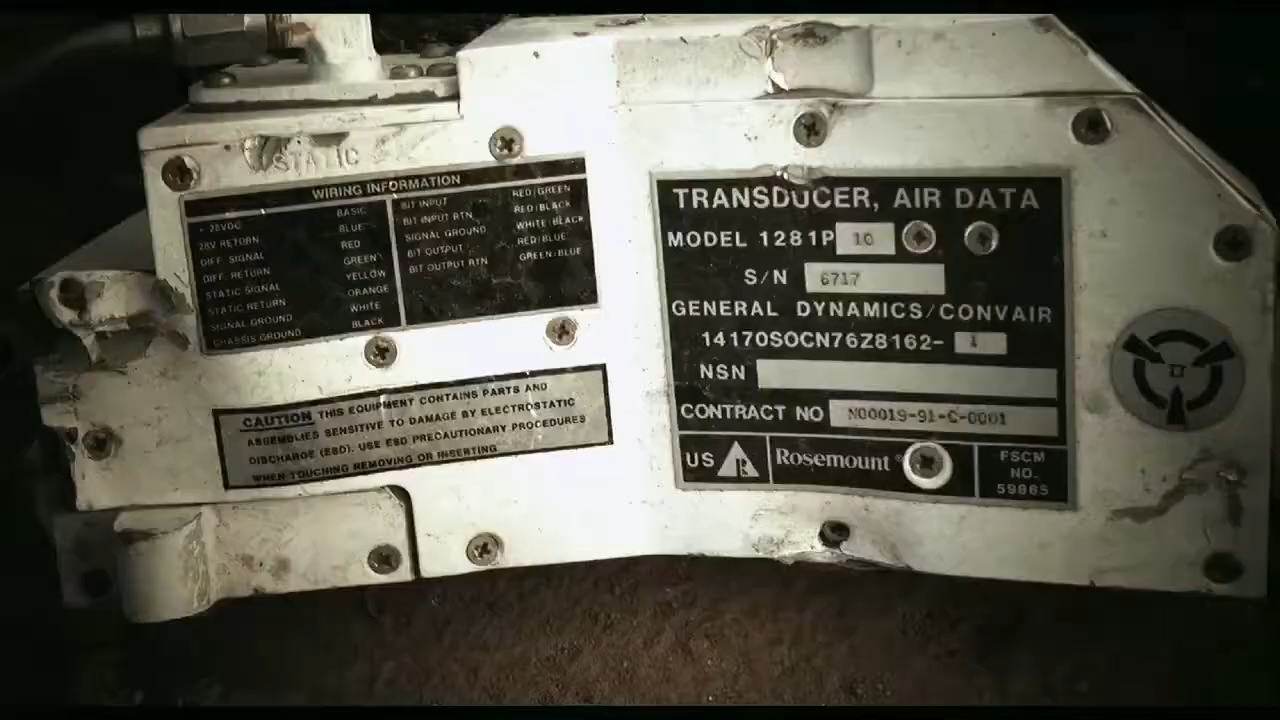 STATIC
WIRING INFORMATION
BASIC
+ 28VDC BLUE
28V RETURN RED
DIFF. SIGNAL GREEN
DIFF. RETURN YELLOW
STATIC SIGNAL ORANGE
STATIC RETURN WHITE
SIGNAL GROUND BLACK
CHASSIS GROUND
BIT INPUT RED/GREEN
BIT INPUT RTN RED/BLACK
SIGNAL GROUND WHITE/BLACK
BIT OUTPUT RED/BLUE
BIT OUTPUT RTN GREEN/BLUE
CAUTION THIS EQUIPMENT CONTAINS PARTS AND
ASSEMBLIES SENSITIVE TO DAMAGE BY ELECTROSTATIC
DISCHARGE (ESD). USE ESD PRECAUTIONARY PROCEDURES
WHEN TOUCHING REMOVING OR INSERTING
TRANSDUCER, AIR DATA
MODEL 1281P 10
S/N 6717
GENERAL DYNAMICS/CONVAIR
14170SOCN76Z8162- 1
NSN
CONTRACT NO N00019-91-C-0001
US R Rosemount®
FSCM
NO.
59885